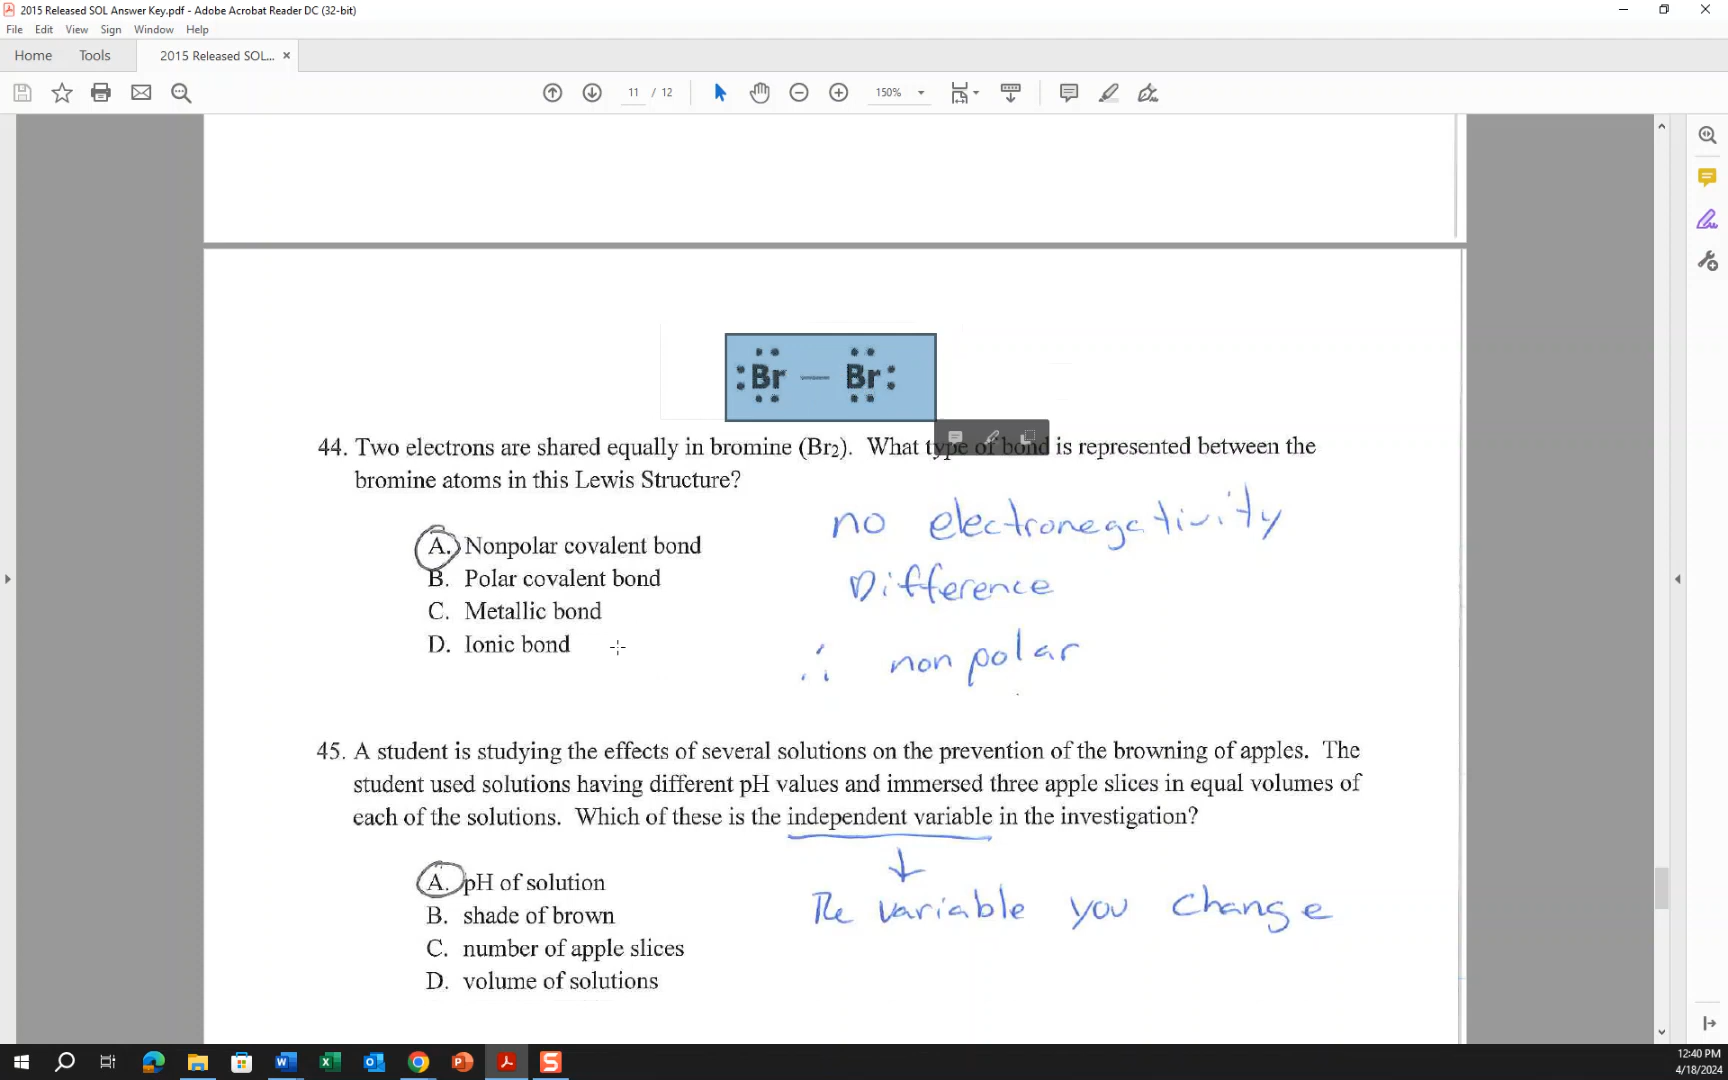 2015 Released SOL Answer Key.pdf - Adobe Acrobat Reader DC (32-bit)
File Edit View Sign Window Help
Home Tools 2015 Released SOL... ×
11 / 12 150%
:Br — Br:
44. Two electrons are shared equally in bromine (Br₂). What type of bond is represented between the
bromine atoms in this Lewis Structure?
no electronegativity
A. Nonpolar covalent bond
B. Polar covalent bond
Difference
C. Metallic bond
D. Ionic bond
∴ non polar
45. A student is studying the effects of several solutions on the prevention of the browning of apples. The
student used solutions having different pH values and immersed three apple slices in equal volumes of
each of the solutions. Which of these is the independent variable in the investigation?
A. pH of solution
The variable you change
B. shade of brown
C. number of apple slices
D. volume of solutions
12:40 PM
4/18/2024